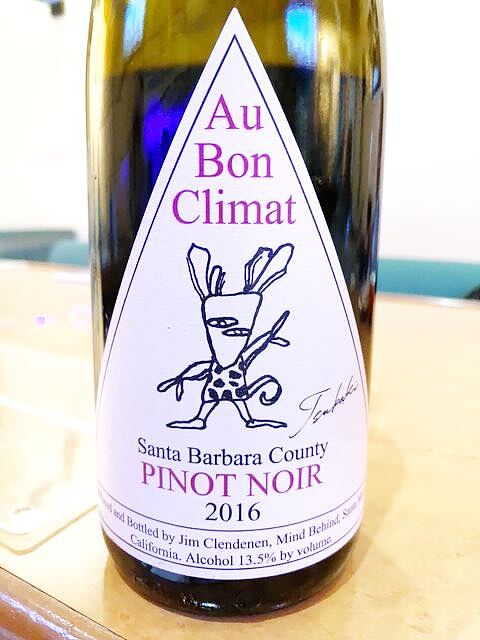 Au
Bon
Climat
Tsubaki
Santa Barbara County
PINOT NOIR
2016
and Bottled by Jim Clendenen, Mind Behind,
California. Alcohol 13.5% by volume